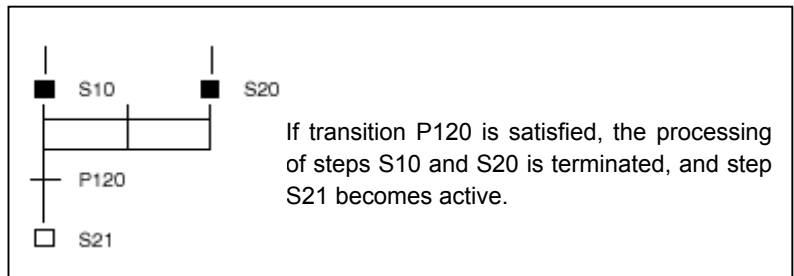 S10 S20
If transition P120 is satisfied, the processing
of steps S10 and S20 is terminated, and step
P120
S21 becomes active.
S21